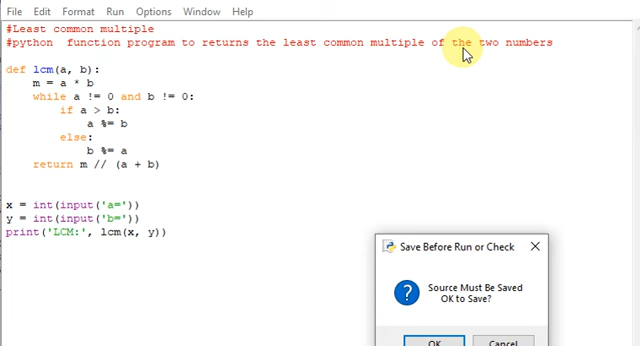 File Edit Format Run Options Window Help
#Least common multiple
#python function program to returns the least common multiple of the two numbers
def lcm(a, b):
    m = a * b
    while a != 0 and b != 0:
        if a > b:
            a %= b
        else:
            b %= a
    return m // (a + b)
x = int(input('a='))
y = int(input('b='))
print('LCM:', lcm(x, y))
Save Before Run or Check
Source Must Be Saved
OK to Save?
OK Cancel